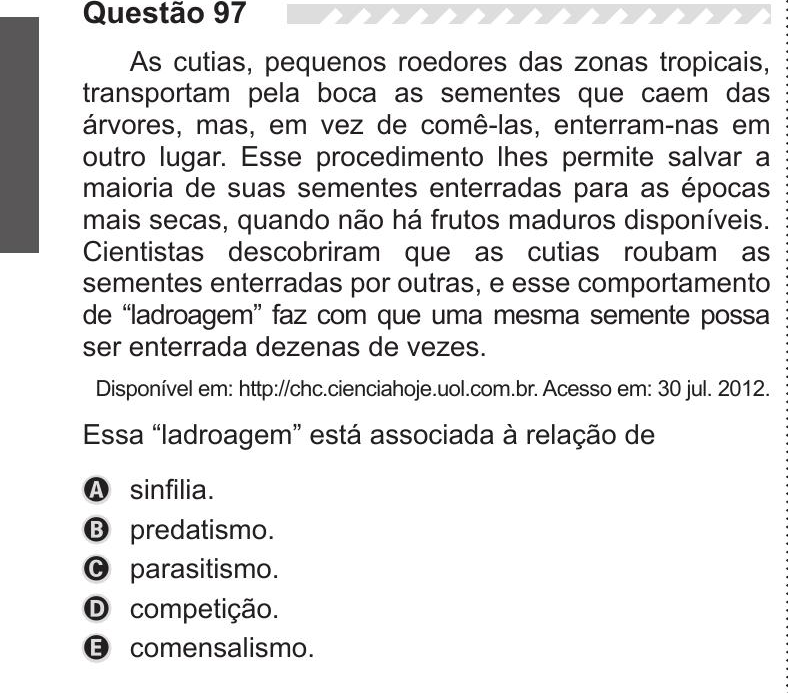 Questão 97
As cutias, pequenos roedores das zonas tropicais,
transportam pela boca as sementes que caem das
árvores, mas, em vez de comê-las, enterram-nas em
outro lugar. Esse procedimento lhes permite salvar a
maioria de suas sementes enterradas para as épocas
mais secas, quando não há frutos maduros disponíveis.
Cientistas descobriram que as cutias roubam as
sementes enterradas por outras, e esse comportamento
de “ladroagem” faz com que uma mesma semente possa
ser enterrada dezenas de vezes.
Disponível em: http://chc.cienciahoje.uol.com.br. Acesso em: 30 jul. 2012.
Essa “ladroagem” está associada à relação de
A sinfilia.
B predatismo.
C parasitismo.
D competição.
E comensalismo.